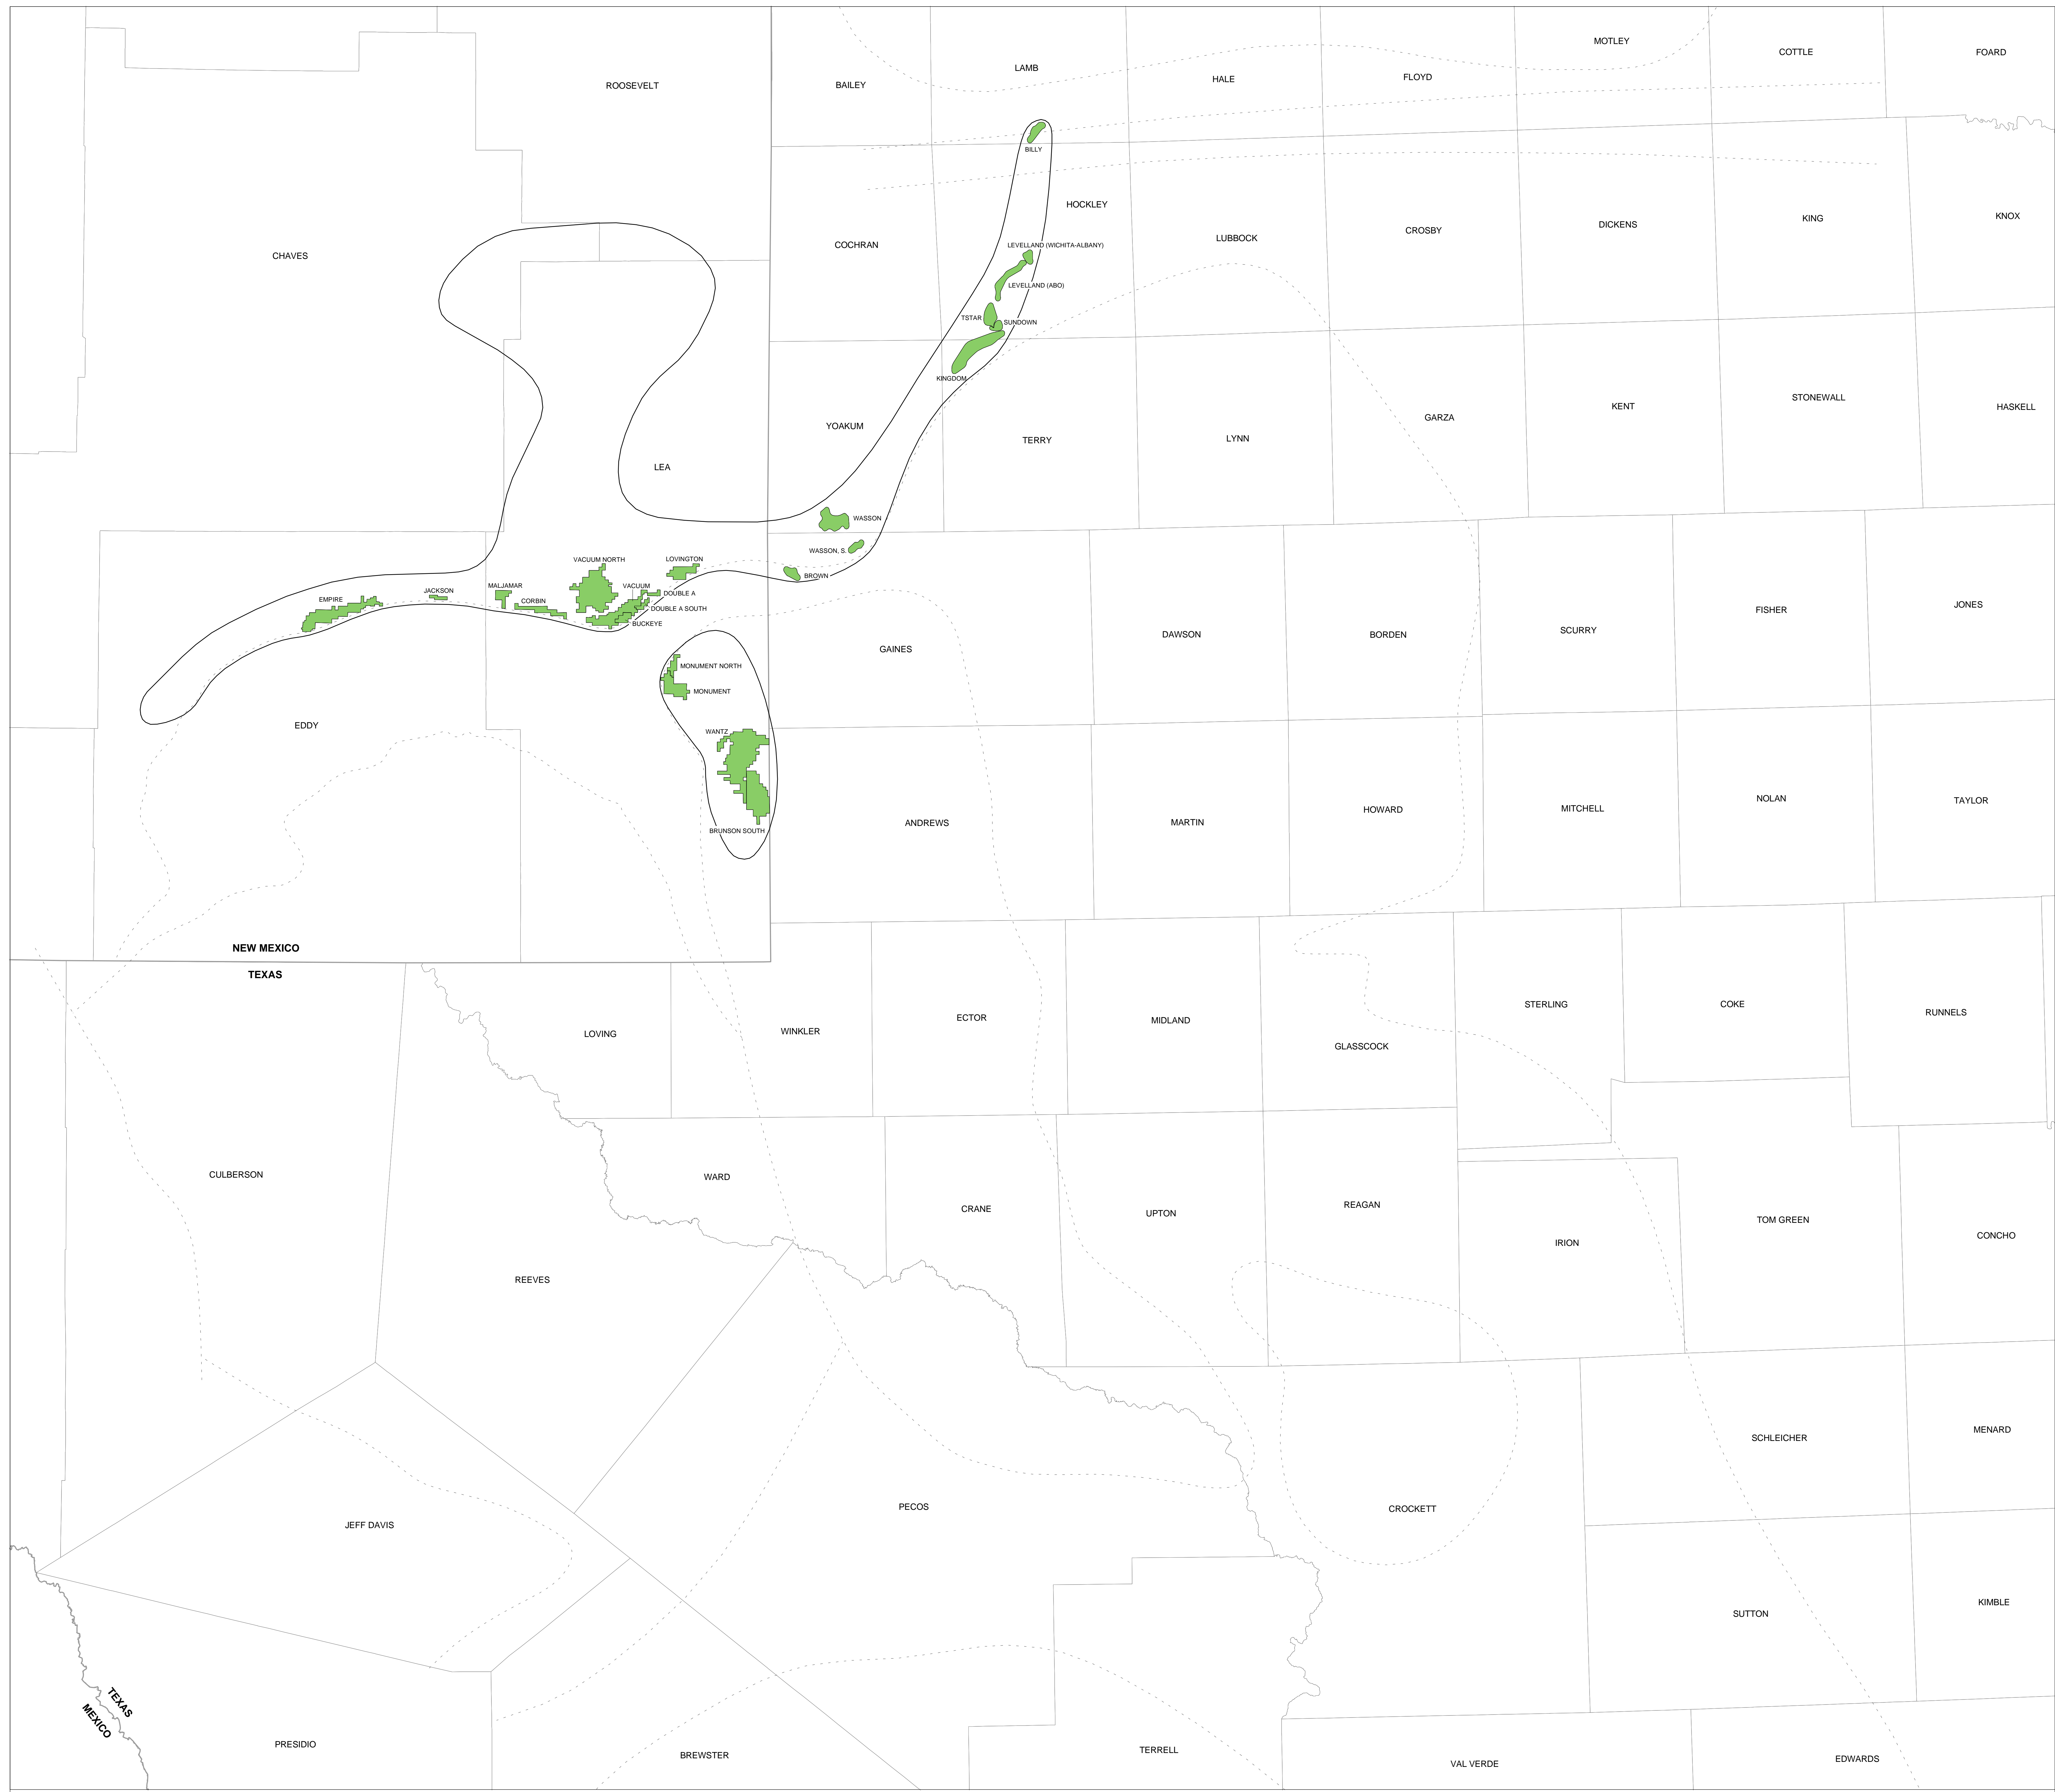 MOTLEY
COTTLE
FOARD
LAMB
HALE
FLOYD
ROOSEVELT
BAILEY
BILLY
HOCKLEY
KING
KNOX
DICKENS
CROSBY
LUBBOCK
COCHRAN
LEVELLAND (WICHITA-ALBANY)
CHAVES
LEVELLAND (ABO)
TSTAR
SUNDOWN
KINGDOM
STONEWALL
HASKELL
KENT
GARZA
YOAKUM
TERRY
LYNN
LEA
WASSON
WASSON, S.
BROWN
VACUUM NORTH
LOVINGTON
MALJAMAR
VACUUM
JACKSON
DOUBLE A
EMPIRE
CORBIN
DOUBLE A SOUTH
BUCKEYE
JONES
FISHER
SCURRY
BORDEN
DAWSON
GAINES
MONUMENT NORTH
MONUMENT
EDDY
WANTZ
BRUNSON SOUTH
ANDREWS
MARTIN
HOWARD
MITCHELL
NOLAN
TAYLOR
NEW MEXICO
TEXAS
LOVING
WINKLER
ECTOR
MIDLAND
GLASSCOCK
STERLING
COKE
RUNNELS
CULBERSON
WARD
CRANE
UPTON
REAGAN
IRION
TOM GREEN
CONCHO
REEVES
SCHLEICHER
MENARD
PECOS
CROCKETT
JEFF DAVIS
SUTTON
KIMBLE
TEXAS
MEXICO
PRESIDIO
BREWSTER
TERRELL
VAL VERDE
EDWARDS